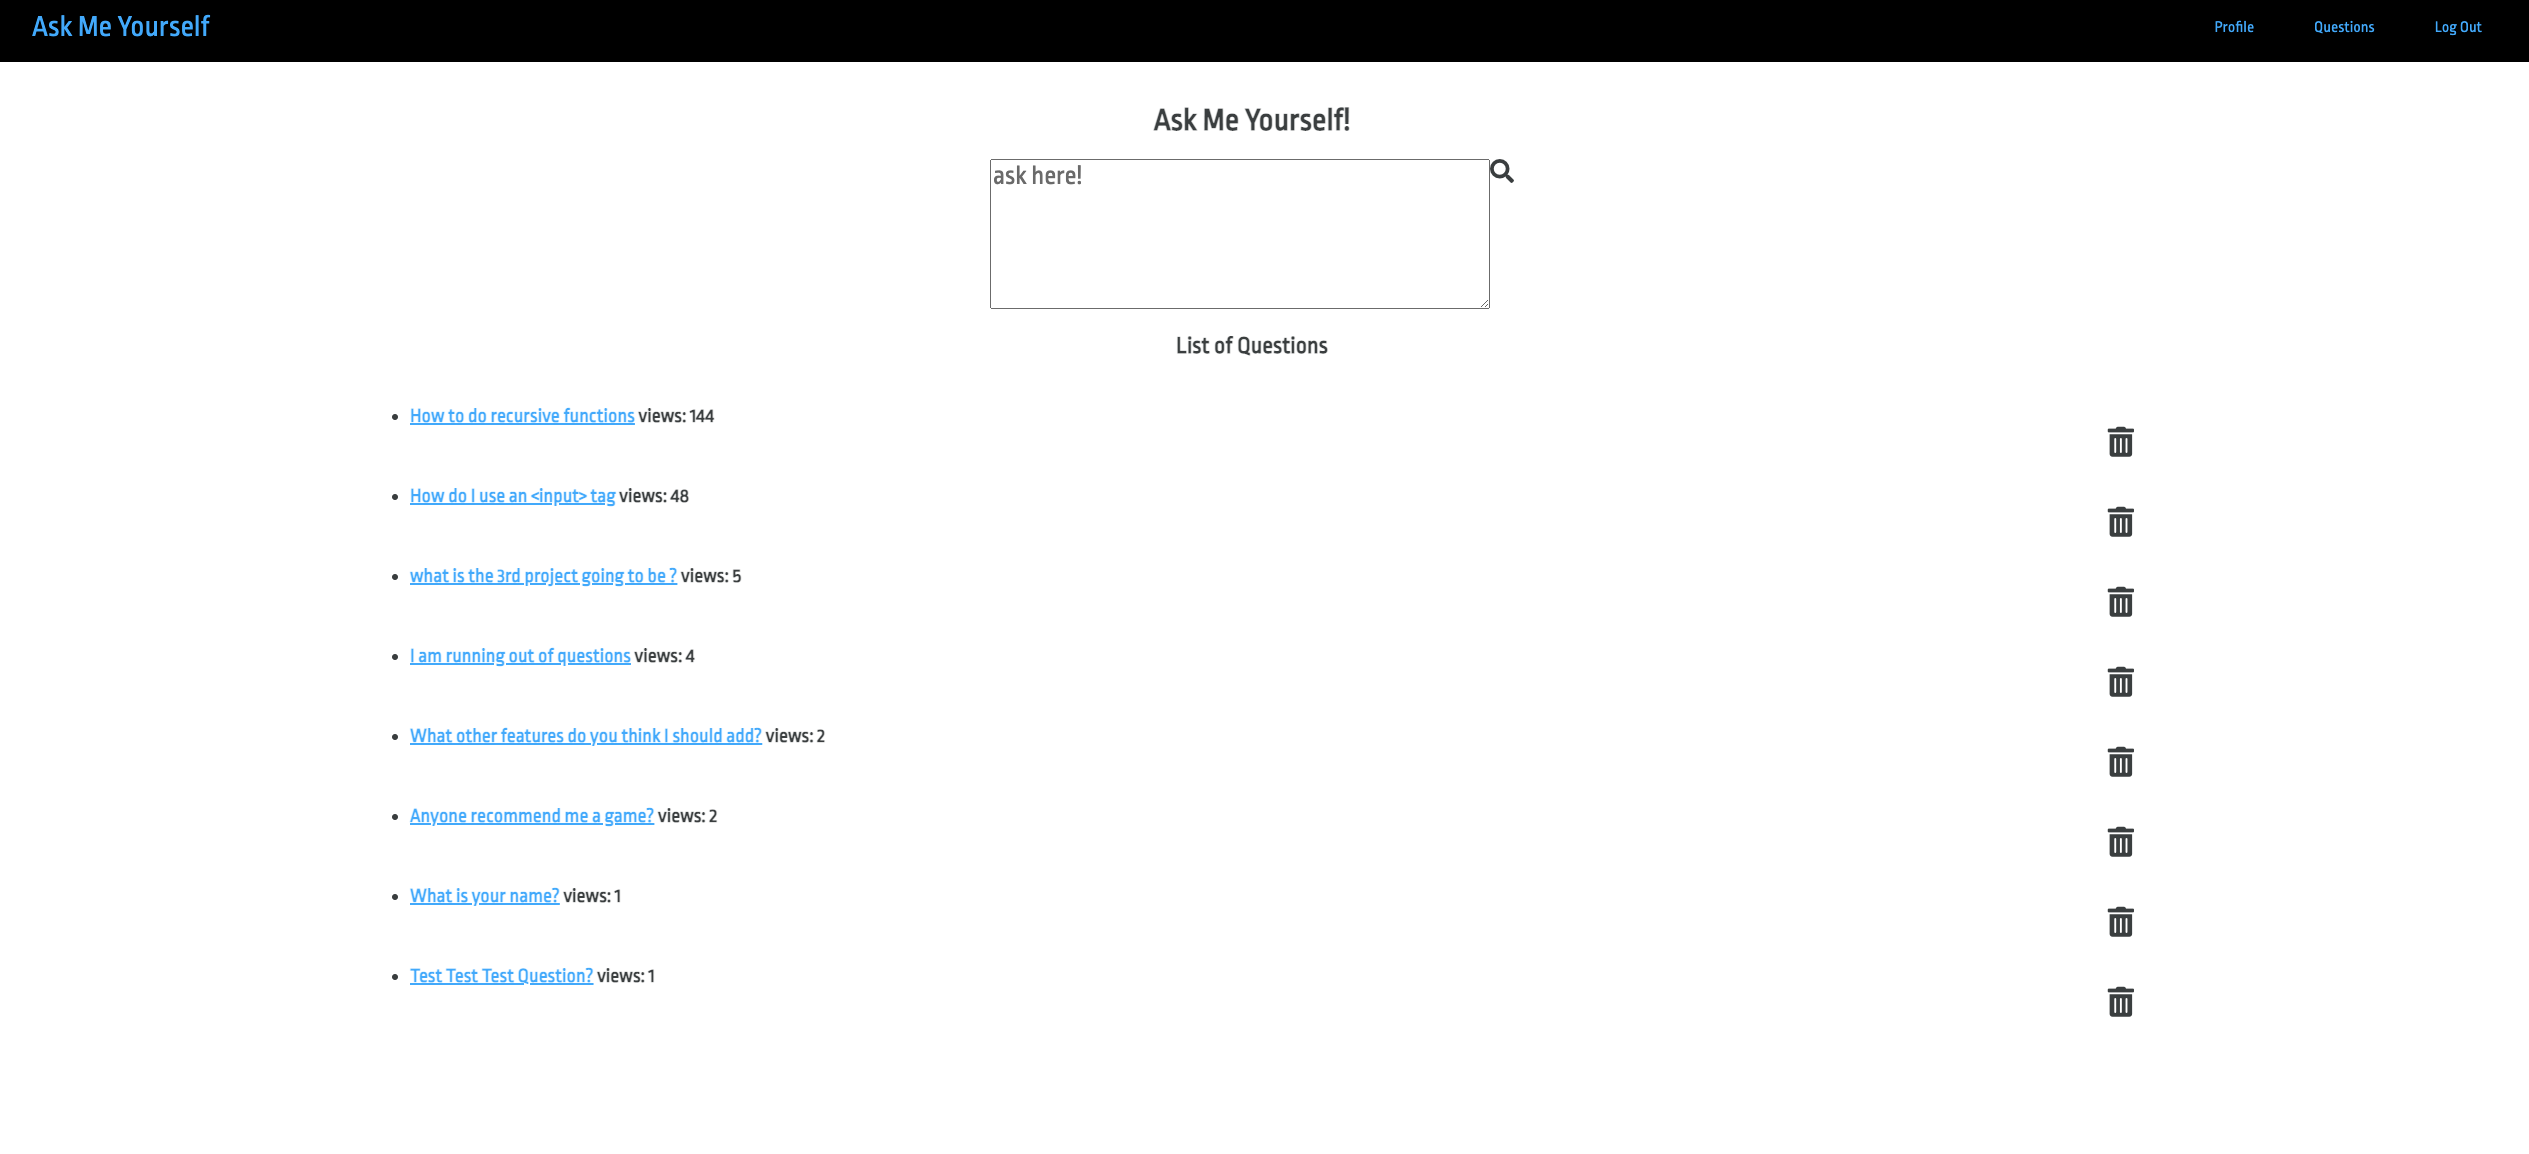 Ask Me Yourself Profile Questions Log Out
Ask Me Yourself!
ask here!
List of Questions
How to do recursive functions views: 144
How do I use an <input> tag views: 48
what is the 3rd project going to be ? views: 5
I am running out of questions views: 4
What other features do you think I should add? views: 2
Anyone recommend me a game? views: 2
What is your name? views: 1
Test Test Test Question? views: 1